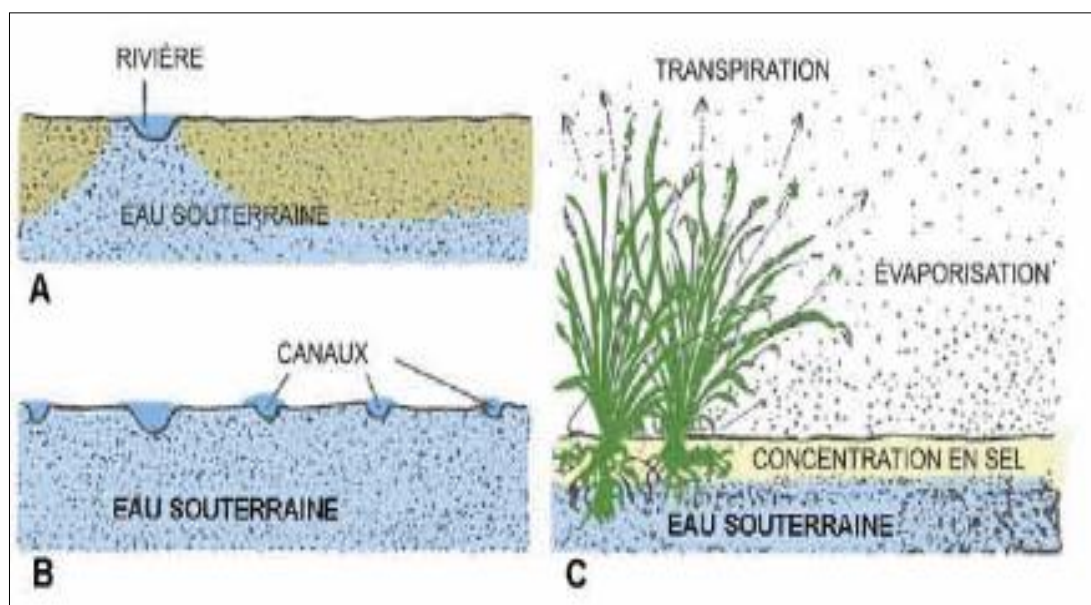 RIVIÈRE
EAU SOUTERRAINE
A
CANAUX
EAU SOUTERRAINE
B
TRANSPIRATION
ÉVAPORISATION
CONCENTRATION EN SEL
EAU SOUTERRAINE
C